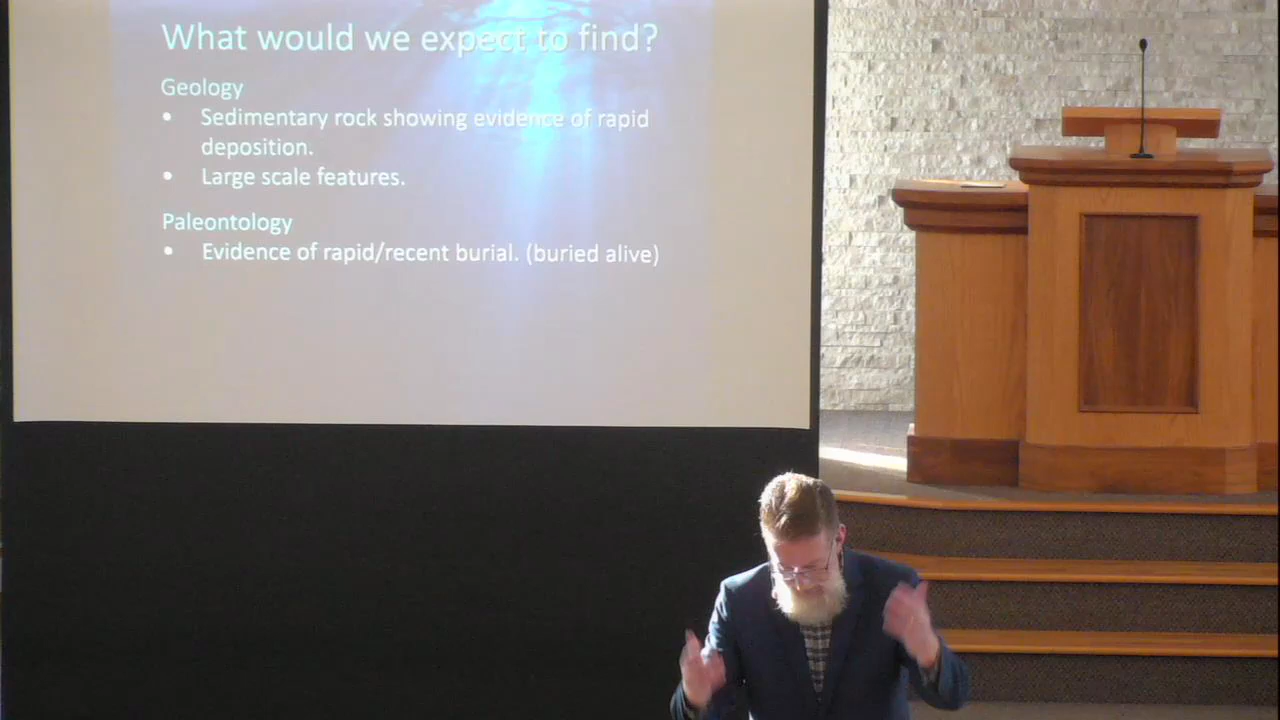 What would we expect to find?
Geology
• Sedimentary rock showing evidence of rapid
deposition.
• Large scale features.
Paleontology
• Evidence of rapid/recent burial. (buried alive)